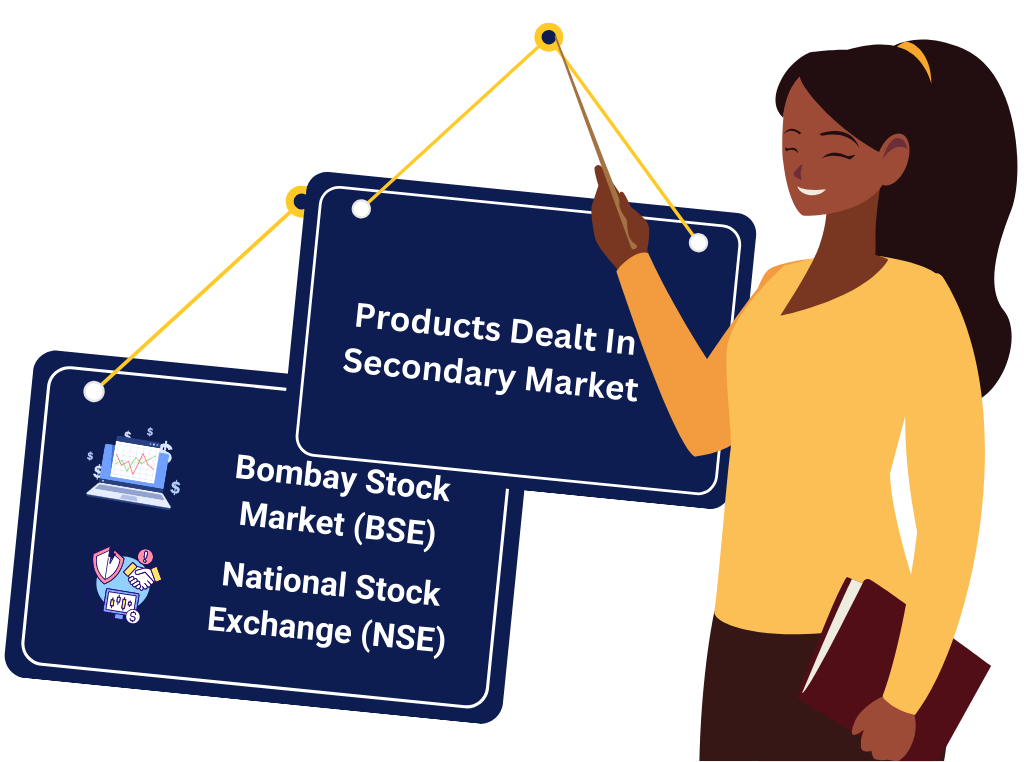 Products Dealt In
Secondary Market
Bombay Stock
Market (BSE)
National Stock
Exchange (NSE)